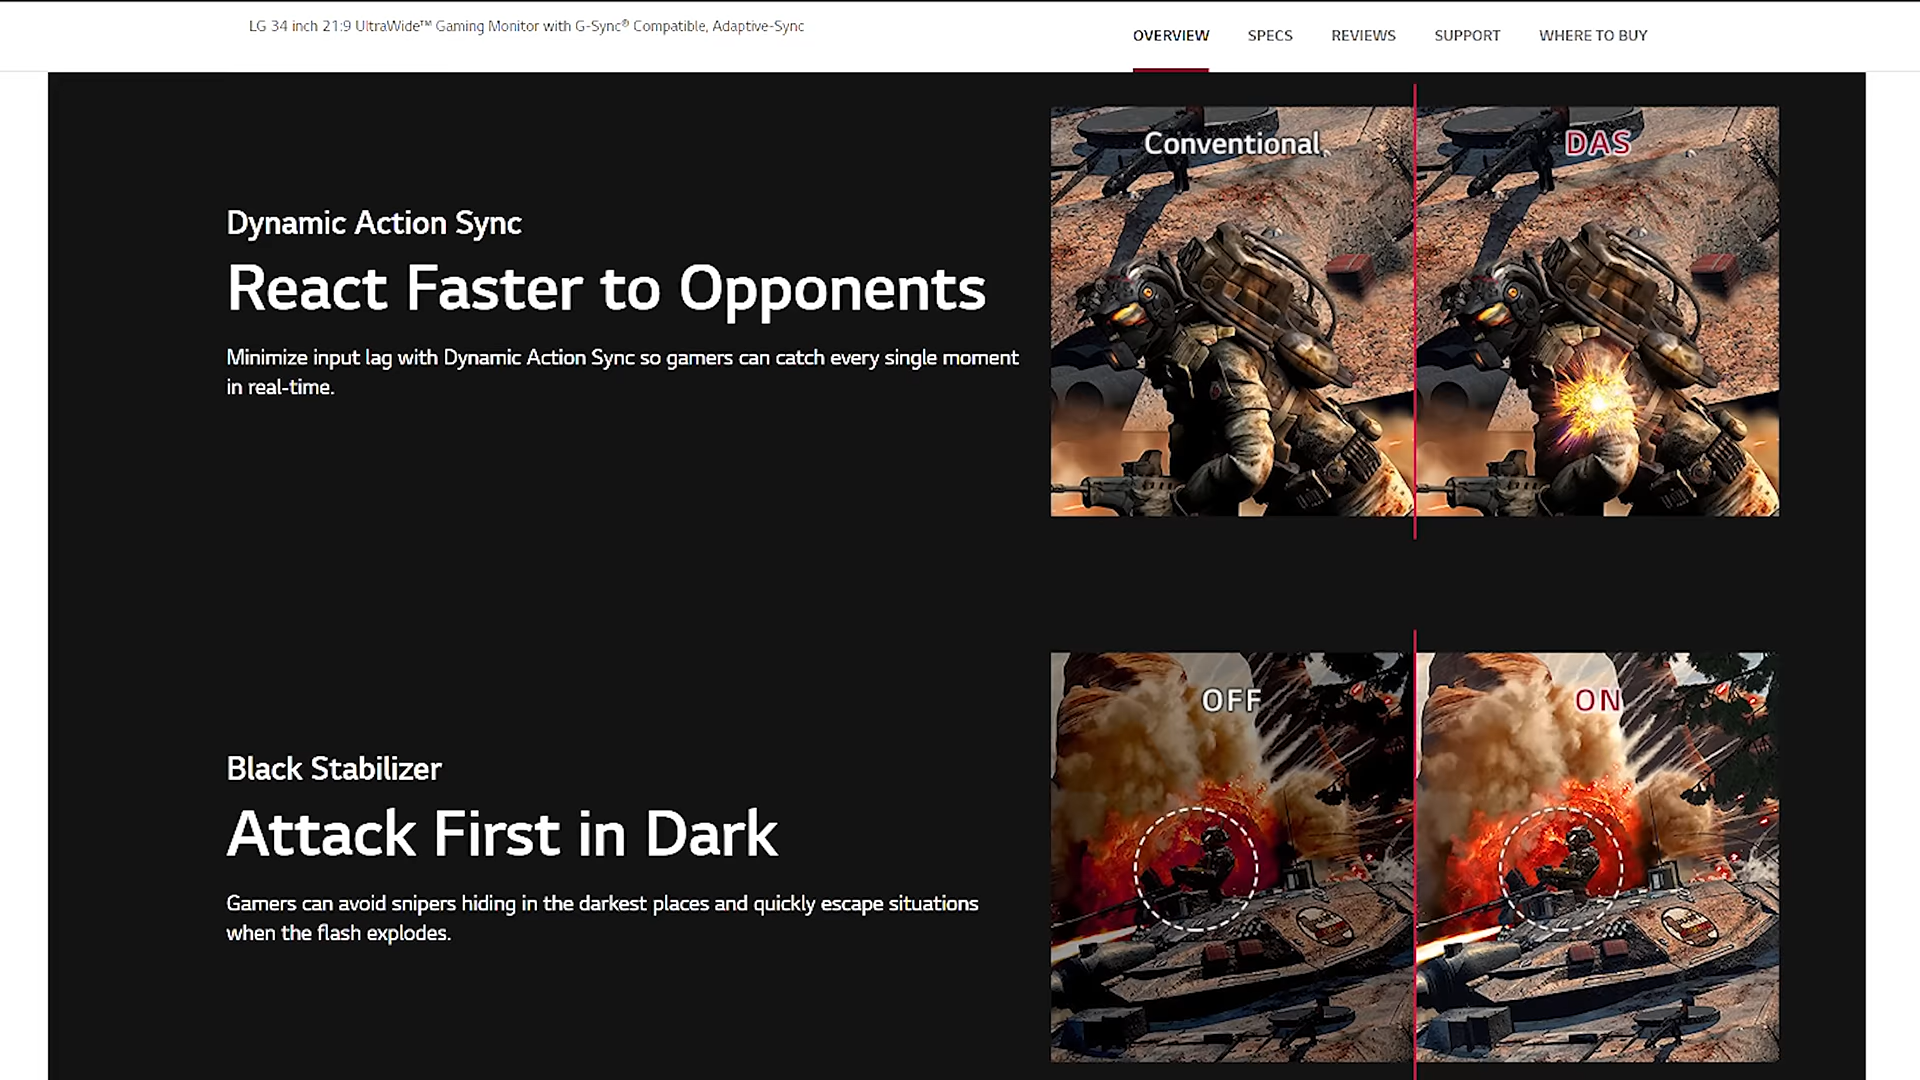 LG 34 inch 21:9 UltraWide™ Gaming Monitor with G-Sync® Compatible, Adaptive-Sync
OVERVIEW SPECS REVIEWS SUPPORT WHERE TO BUY
Conventional DAS
Dynamic Action Sync
React Faster to Opponents
Minimize input lag with Dynamic Action Sync so gamers can catch every single moment
in real-time.
OFF ON
Black Stabilizer
Attack First in Dark
Gamers can avoid snipers hiding in the darkest places and quickly escape situations
when the flash explodes.